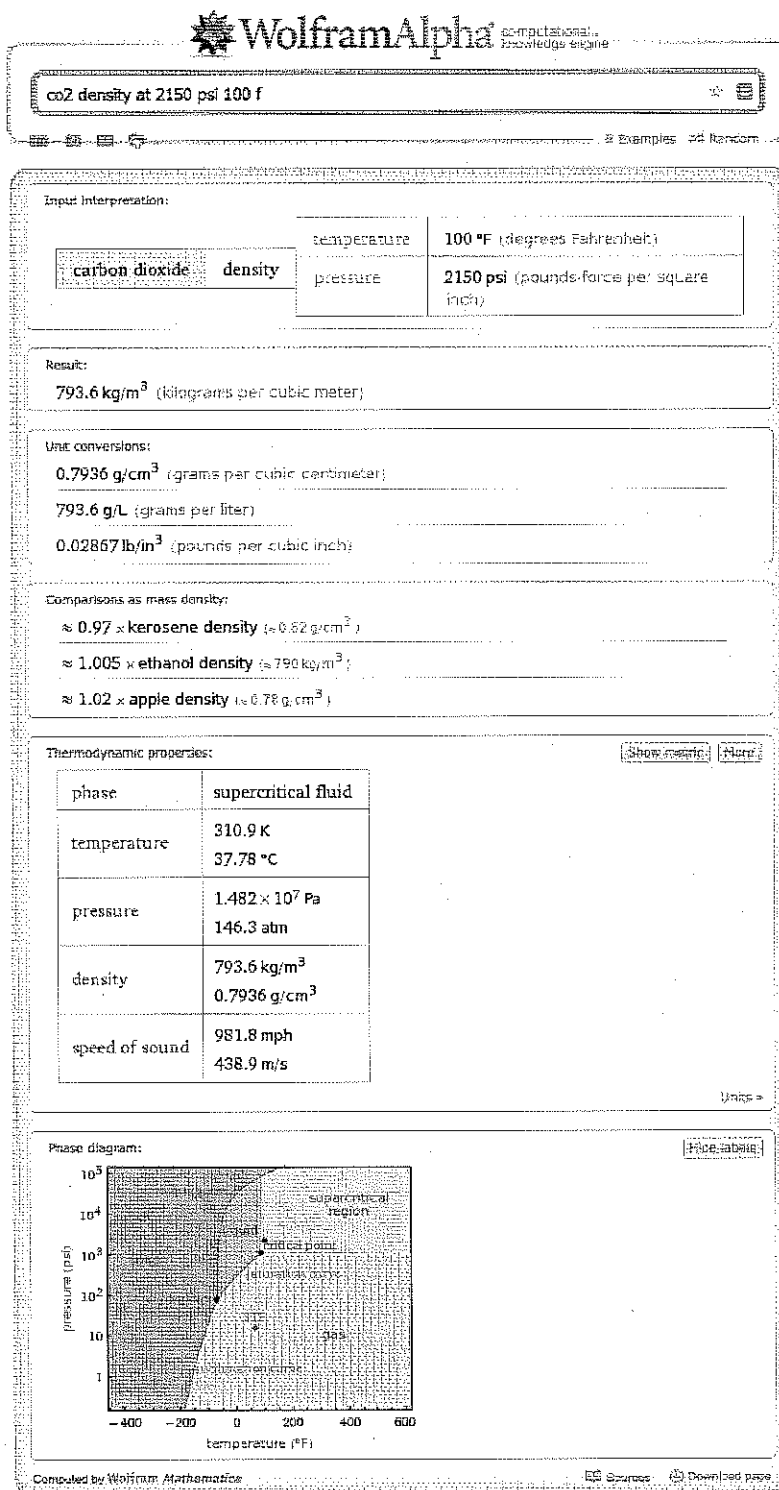 WolframAlpha computational knowledge engine
co2 density at 2150 psi 100 f
Examples Random
Input interpretation:
carbon dioxide density
temperature 100 °F (degrees Fahrenheit)
pressure 2150 psi (pounds-force per square
inch)
Result:
793.6 kg/m³ (kilograms per cubic meter)
Unit conversions:
0.7936 g/cm³ (grams per cubic centimeter)
793.6 g/L (grams per liter)
0.02867 lb/in³ (pounds per cubic inch)
Comparisons as mass density:
≈ 0.97 × kerosene density (≈ 0.82 g/cm³)
≈ 1.005 × ethanol density (≈ 790 kg/m³)
≈ 1.02 × apple density (≈ 0.78 g/cm³)
Thermodynamic properties:
Show metric More
phase supercritical fluid
temperature 310.9 K
37.78 °C
pressure 1.482 × 10⁷ Pa
146.3 atm
density 793.6 kg/m³
0.7936 g/cm³
speed of sound 981.8 mph
438.9 m/s
Units »
Phase diagram:
Hide labels
10⁵
10⁴
10³
10²
10
1
pressure (psi)
supercritical
region
critical point
gas
−400 −200 0 200 400 600
temperature (°F)
Computed by Wolfram Mathematica
Sources Download page